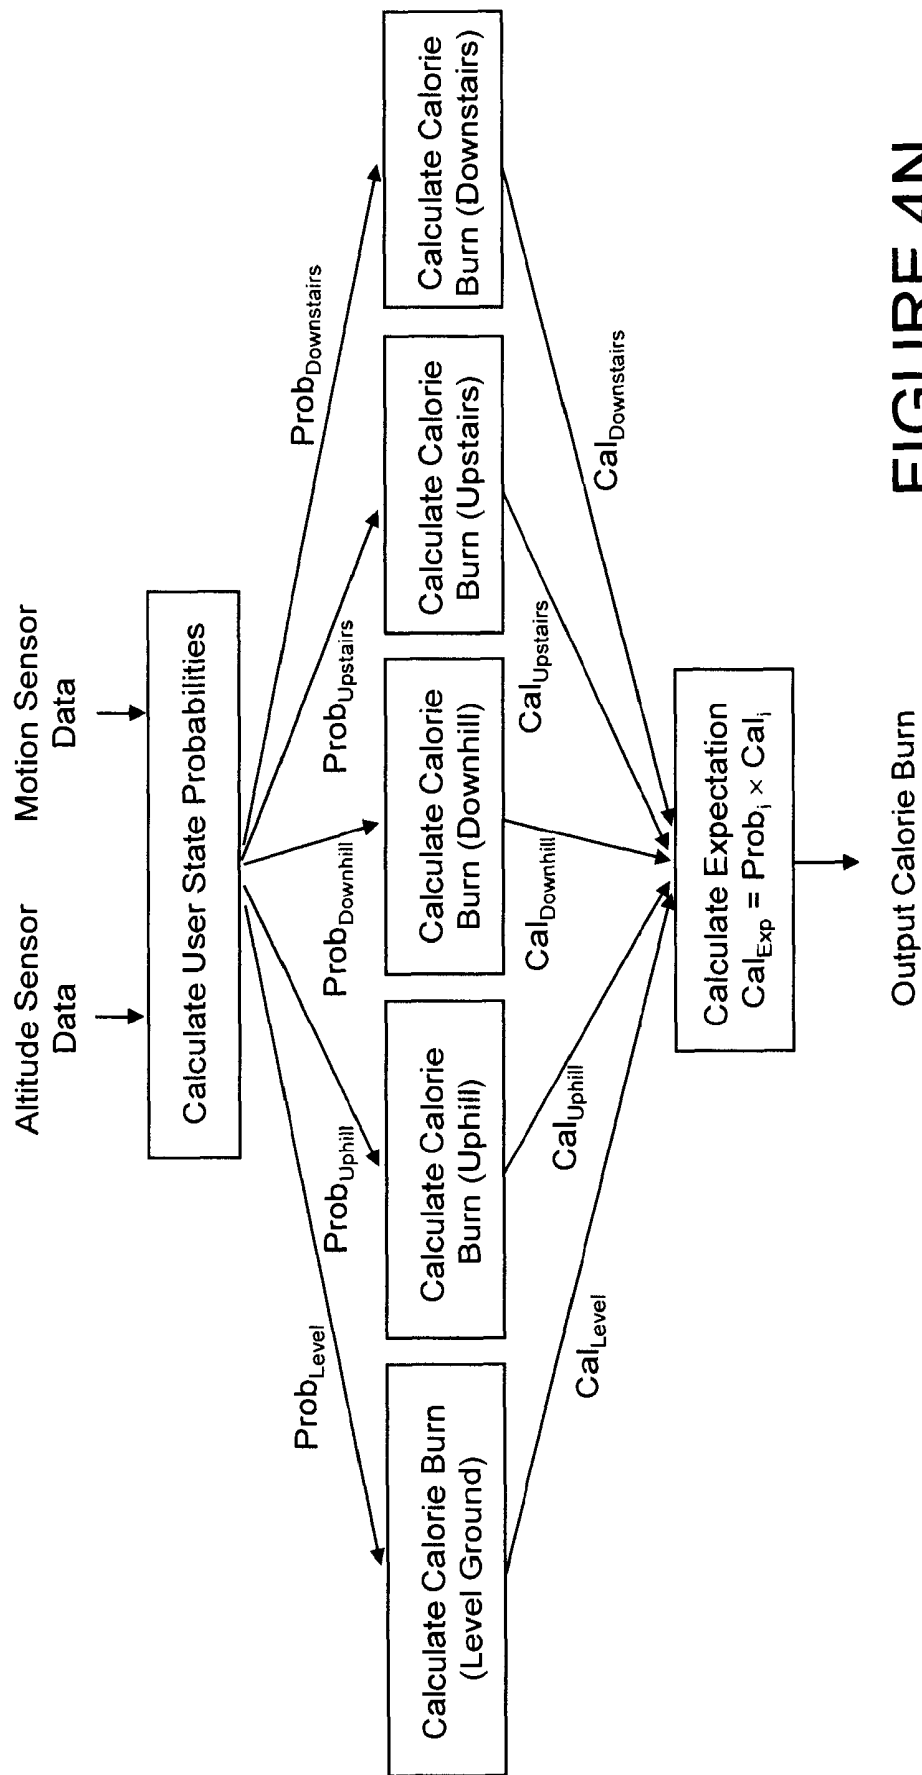 Altitude Sensor
Data
Motion Sensor
Data
Calculate User State Probabilities
Prob_Level
Prob_Uphill
Prob_Downhill
Prob_Upstairs
Prob_Downstairs
Calculate Calorie Burn
(Level Ground)
Calculate Calorie
Burn (Uphill)
Calculate Calorie
Burn (Downhill)
Calculate Calorie
Burn (Upstairs)
Calculate Calorie
Burn (Downstairs)
Cal_Level
Cal_Uphill
Cal_Downhill
Cal_Upstairs
Cal_Downstairs
Calculate Expectation
Cal_Exp = Prob_i × Cal_i
Output Calorie Burn
FIGURE 4N